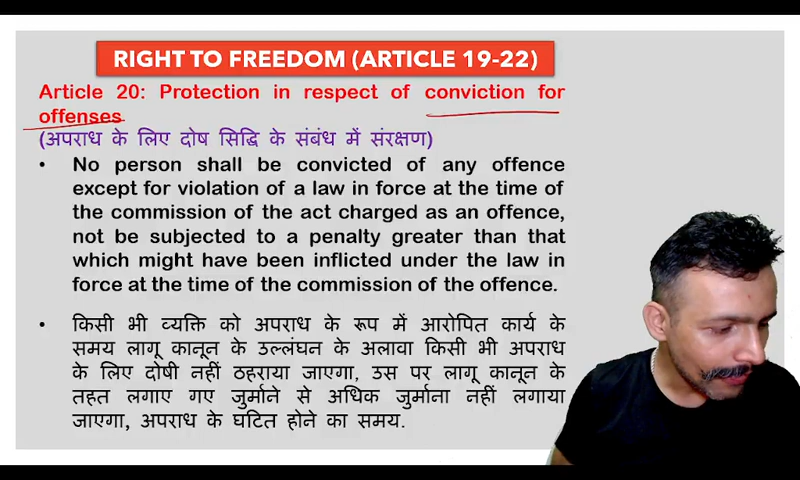 RIGHT TO FREEDOM (ARTICLE 19-22)
Article 20: Protection in respect of conviction for
offenses
(अपराध के लिए दोष सिद्धि के संबंध में संरक्षण)
• No person shall be convicted of any offence
except for violation of a law in force at the time of
the commission of the act charged as an offence,
not be subjected to a penalty greater than that
which might have been inflicted under the law in
force at the time of the commission of the offence.
• किसी भी व्यक्ति को अपराध के रूप में आरोपित कार्य के
समय लागू कानून के उल्लंघन के अलावा किसी भी अपराध
के लिए दोषी नहीं ठहराया जाएगा, उस पर लागू कानून के
तहत लगाए गए जुर्माने से अधिक जुर्माना नहीं लगाया
जाएगा, अपराध के घटित होने का समय.